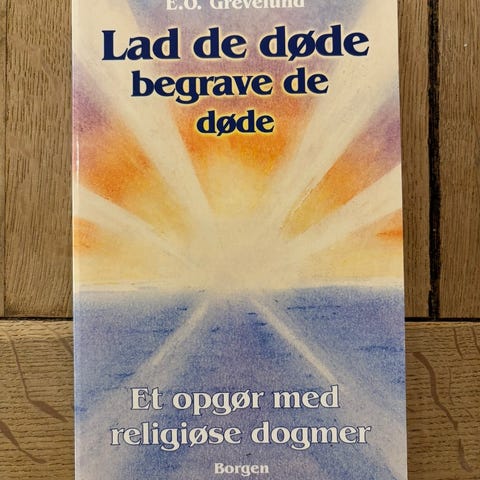 E.O. Grevelund
Lad de døde
begrave de
døde
Et opgør med
religiøse dogmer
Borgen